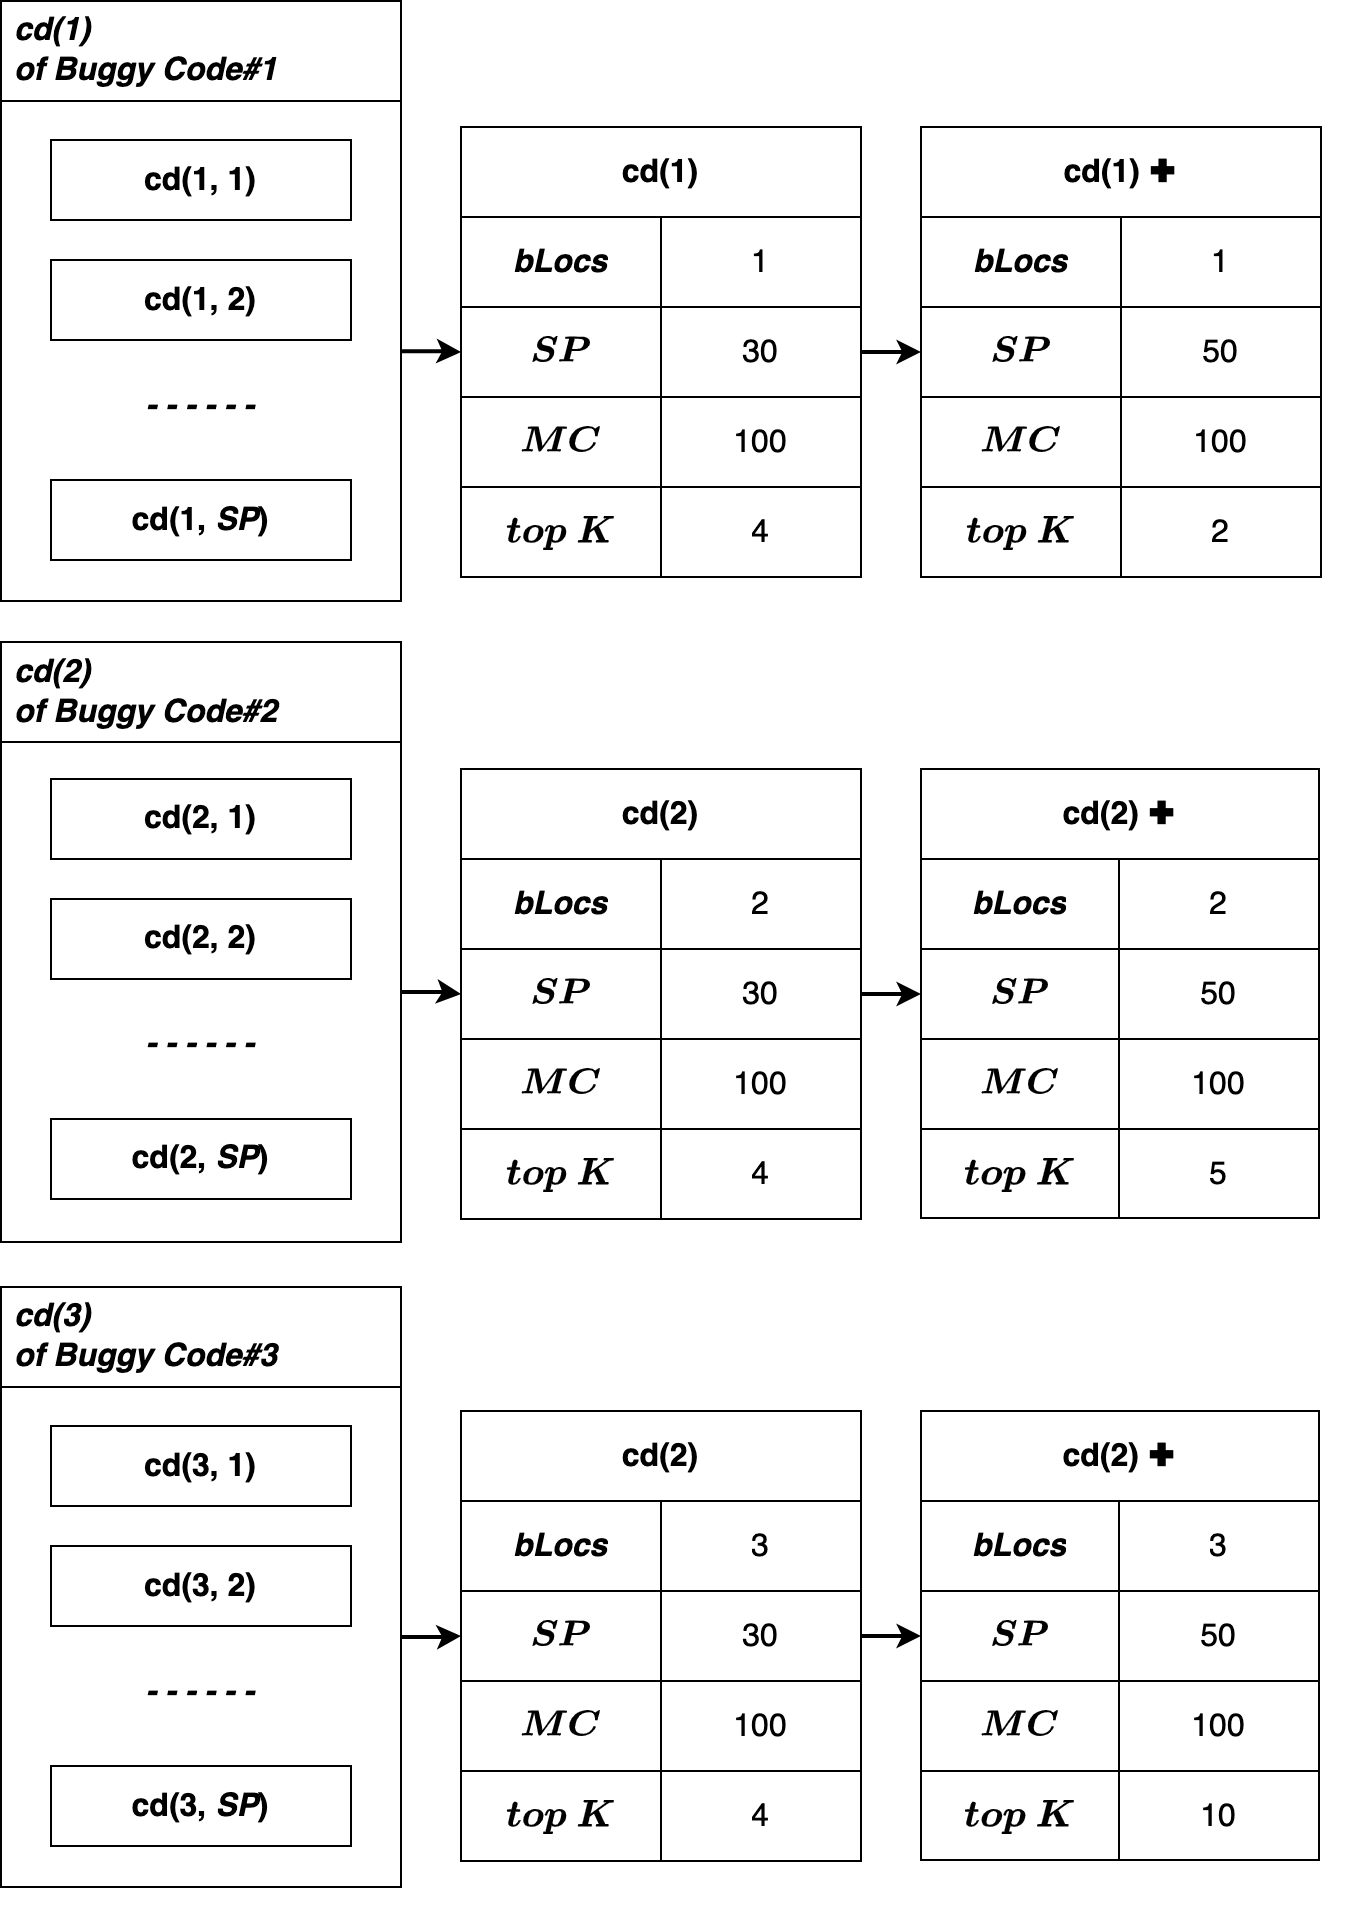 cd(1)
of Buggy Code#1
cd(1, 1)
cd(1, 2)
------
cd(1, SP)
cd(1)
bLocs 1
SP 30
MC 100
top K 4
cd(1) ✚
bLocs 1
SP 50
MC 100
top K 2
cd(2)
of Buggy Code#2
cd(2, 1)
cd(2, 2)
------
cd(2, SP)
cd(2)
bLocs 2
SP 30
MC 100
top K 4
cd(2) ✚
bLocs 2
SP 50
MC 100
top K 5
cd(3)
of Buggy Code#3
cd(3, 1)
cd(3, 2)
------
cd(3, SP)
cd(2)
bLocs 3
SP 30
MC 100
top K 4
cd(2) ✚
bLocs 3
SP 50
MC 100
top K 10